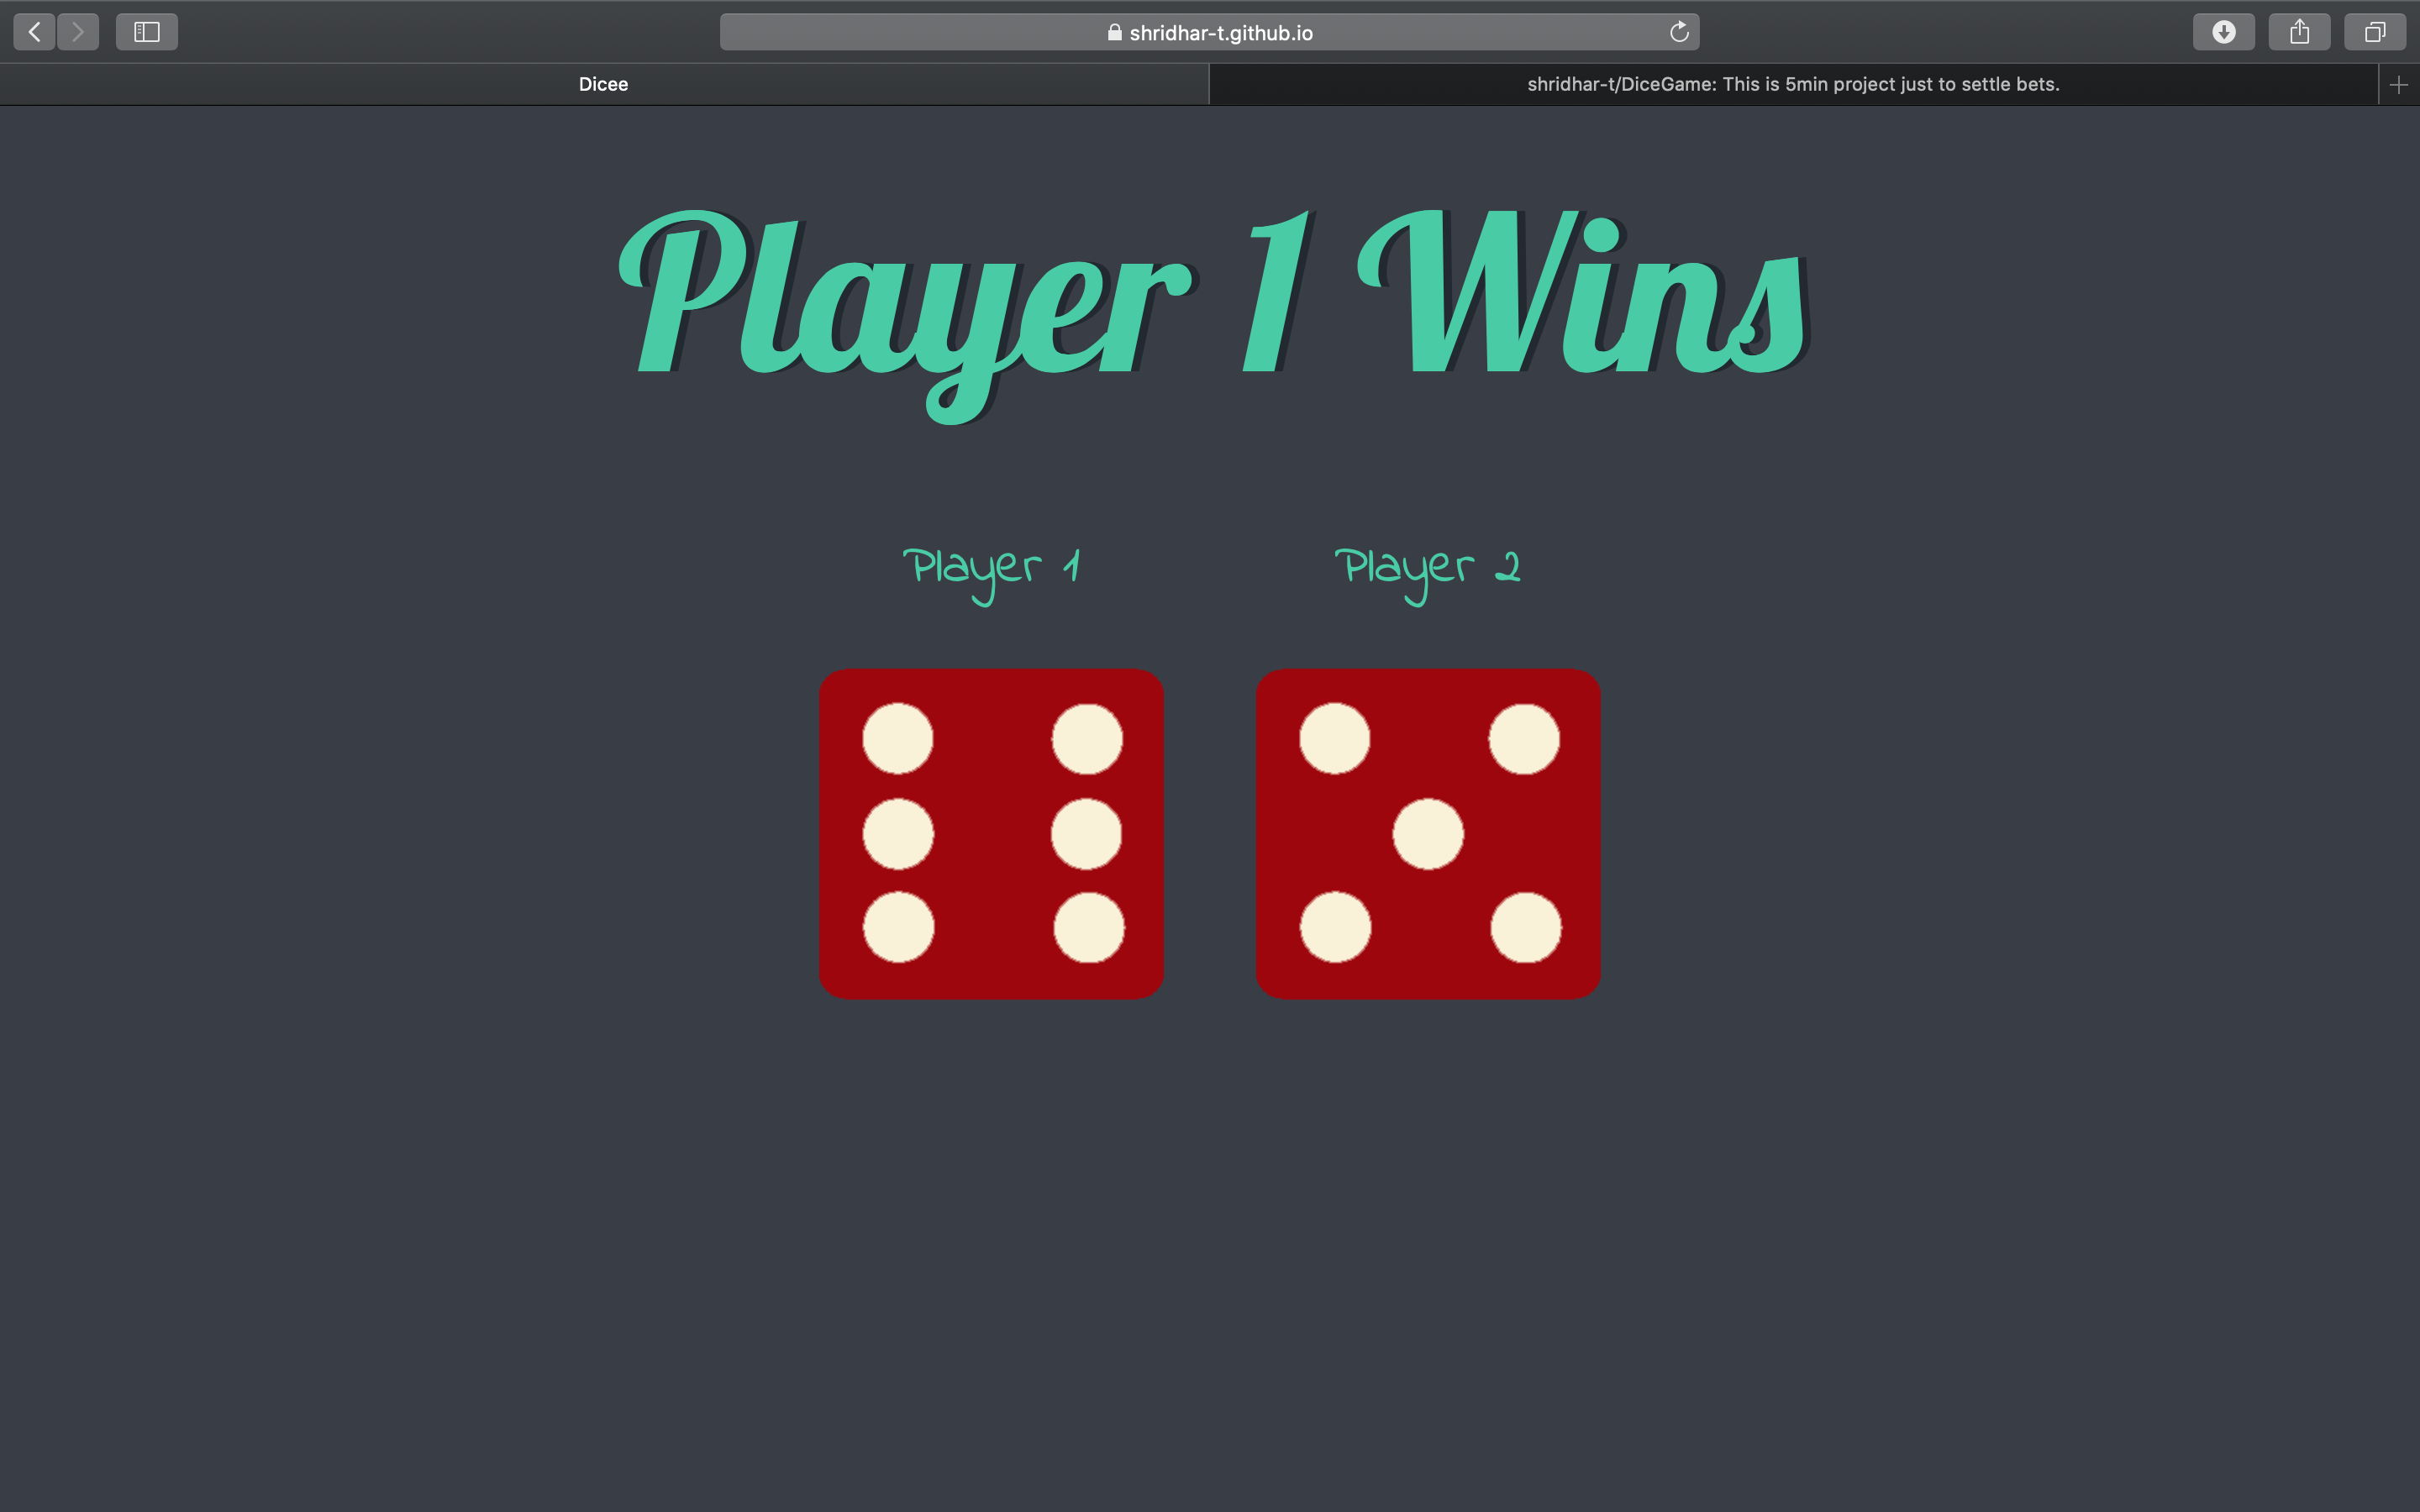 shridhar-t.github.io
Dicee
shridhar-t/DiceGame: This is 5min project just to settle bets.
Player 1 Wins
Player 1
Player 2